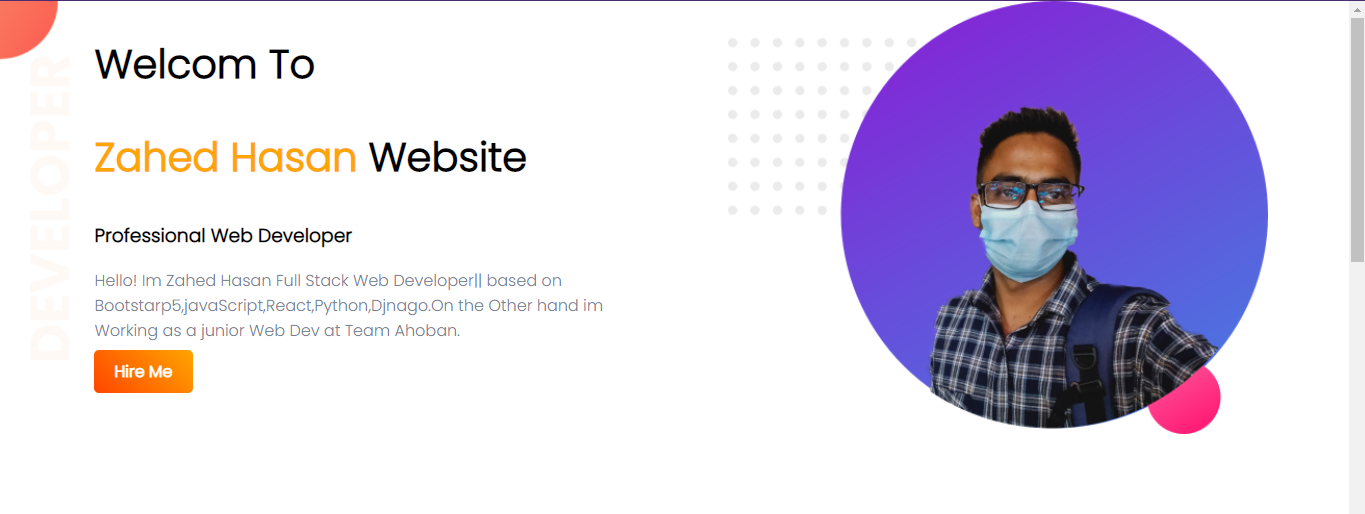 DEVELOPER
Welcom To
Zahed Hasan Website
Professional Web Developer
Hello! Im Zahed Hasan Full Stack Web Developer|| based on
Bootstarp5,javaScript,React,Python,Djnago.On the Other hand im
Working as a junior Web Dev at Team Ahoban.
Hire Me